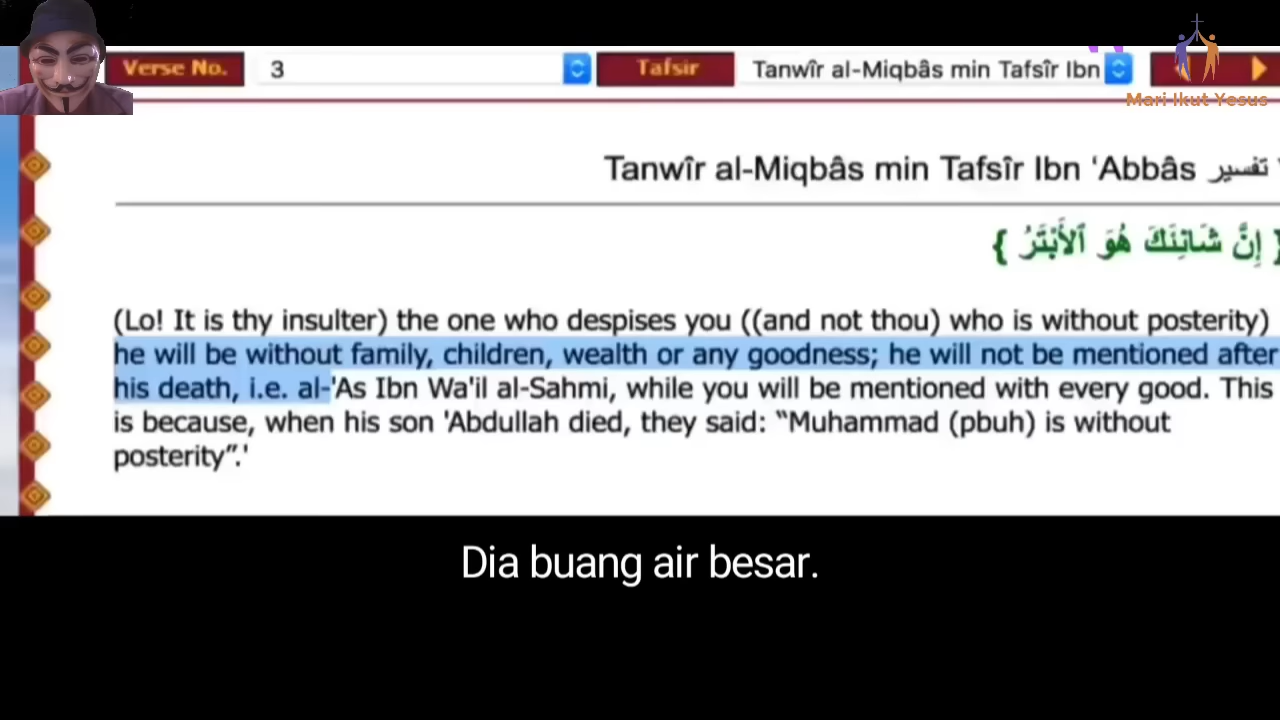 Verse No. 3 Tafsir Tanwîr al-Miqbâs min Tafsîr Ibn
Mari Ikut Yesus
Tanwîr al-Miqbâs min Tafsîr Ibn 'Abbâs تفسير
{ إِنَّ شَانِئَكَ هُوَ ٱلأَبْتَرُ }
(Lo! It is thy insulter) the one who despises you ((and not thou) who is without posterity)
he will be without family, children, wealth or any goodness; he will not be mentioned after
his death, i.e. al-'As Ibn Wa'il al-Sahmi, while you will be mentioned with every good. This
is because, when his son 'Abdullah died, they said: “Muhammad (pbuh) is without
posterity”.'
Dia buang air besar.